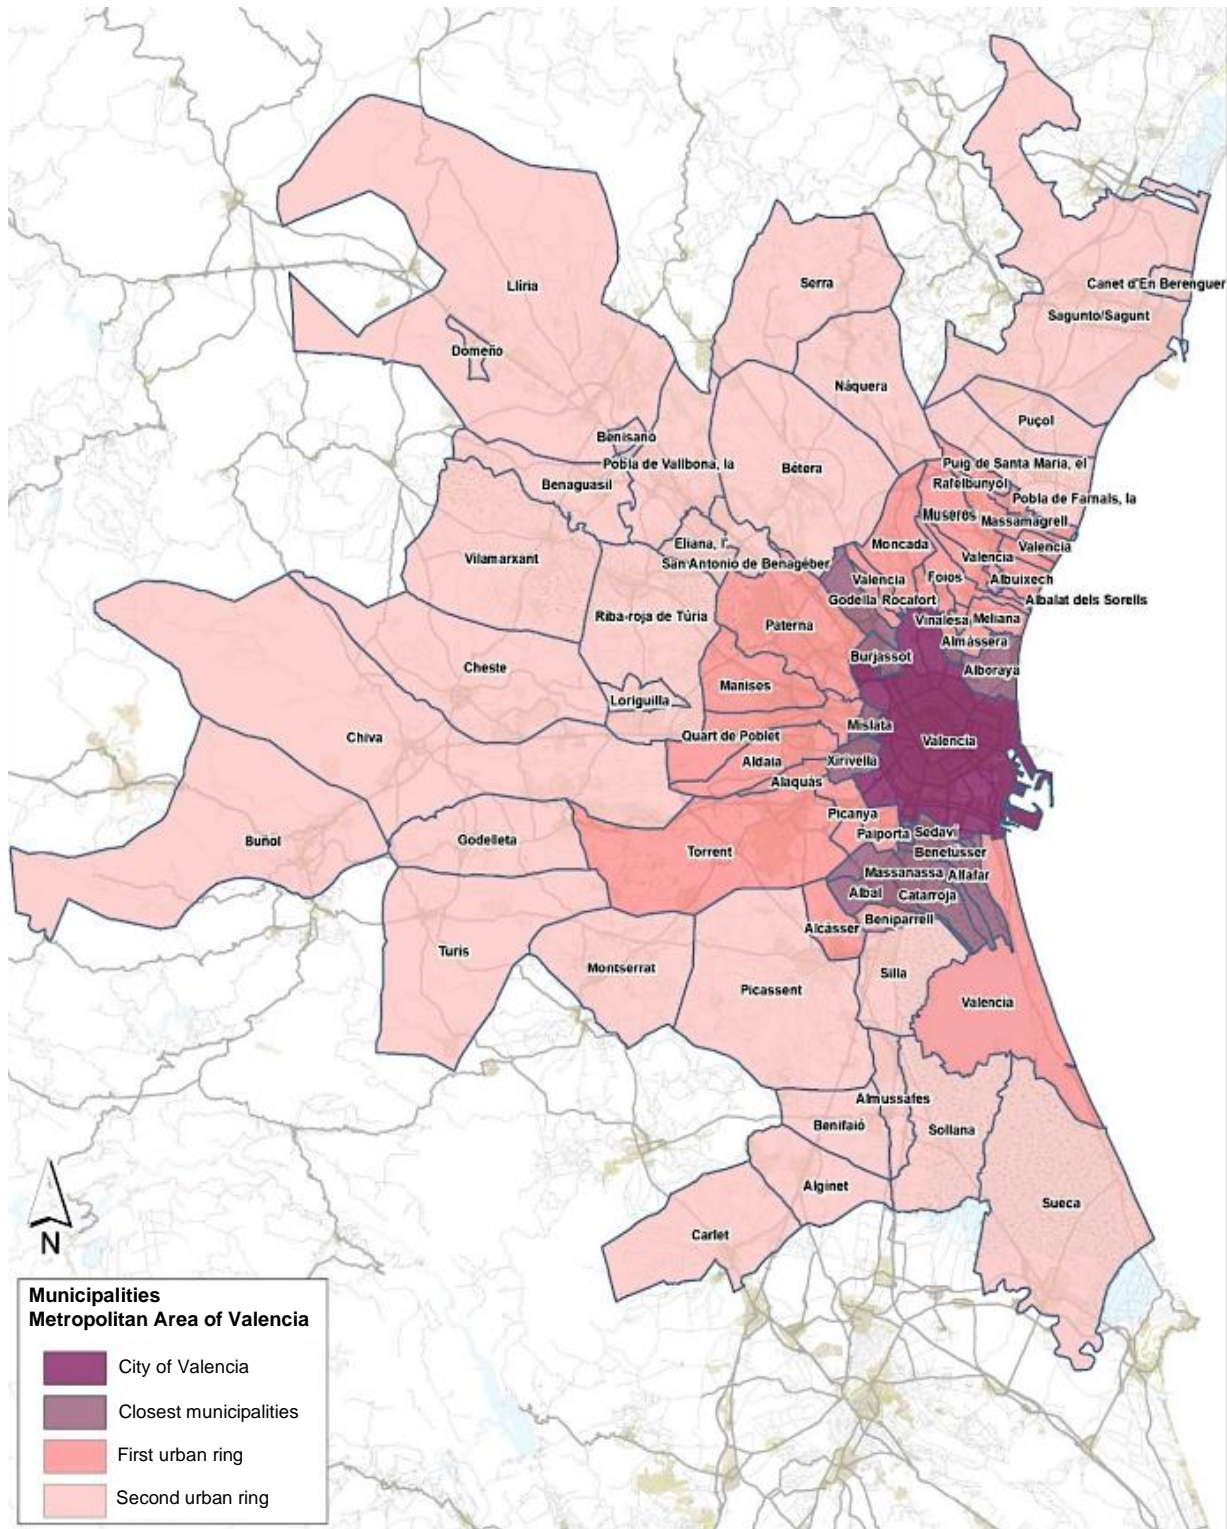 Canet d'En Berenguer
Serra
Lliria
Sagunto/Sagunt
Domeño
Náquera
Puçol
Benisanó
Pobla de Vallbona, la
Puig de Santa Maria, el
Bétera
Benaguasil
Rafelbunyol
Pobla de Farnals, la
Museros
Massamagrell
Eliana, l'
Moncada
Valencia
Vilamarxant
Valencia
San Antonio de Benagéber
Foios
Albuixech
Valencia
Godella
Rocafort
Albalat dels Sorells
Riba-roja de Túria
Vinalesa
Meliana
Paterna
Almàssera
Burjassot
Alboraya
Cheste
Manises
Loriguilla
Mislata
Chiva
Quart de Poblet
Valencia
Aldaia
Xirivella
Alaquàs
Picanya
Paiporta
Sedaví
Buñol
Godelleta
Torrent
Benetusser
Massanassa
Alfafar
Albal
Catarroja
Beniparrell
Alcàsser
Turis
Montserrat
Silla
Picassent
Valencia
Almussafes
Benifaió
Sollana
Alginet
Sueca
Carlet
N
Municipalities
Metropolitan Area of Valencia
City of Valencia
Closest municipalities
First urban ring
Second urban ring